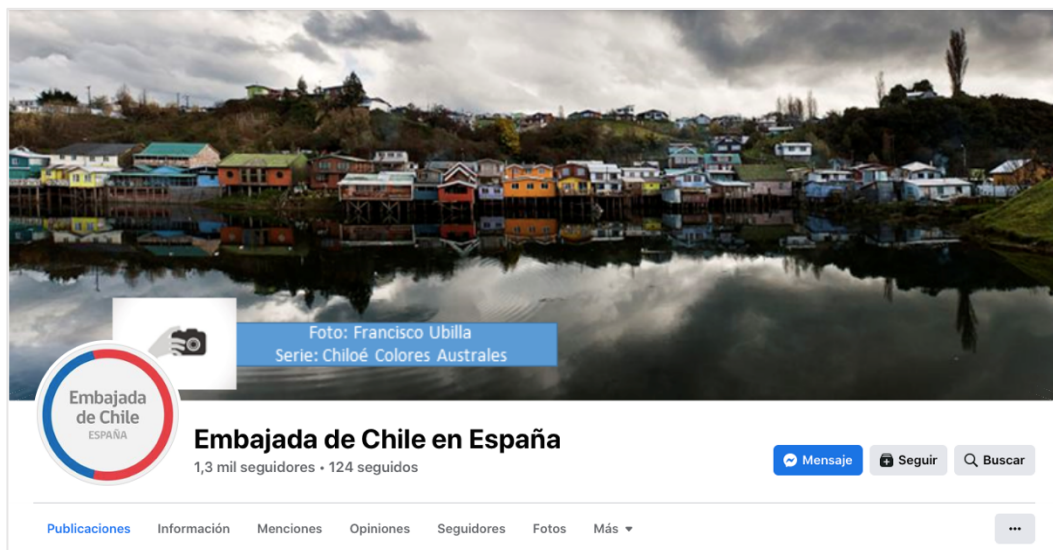 Foto: Francisco Ubilla
Serie: Chiloé Colores Australes
Embajada
de Chile
ESPAÑA
Embajada de Chile en España
1,3 mil seguidores • 124 seguidos
Mensaje
Seguir
Buscar
Publicaciones
Información
Menciones
Opiniones
Seguidores
Fotos
Más